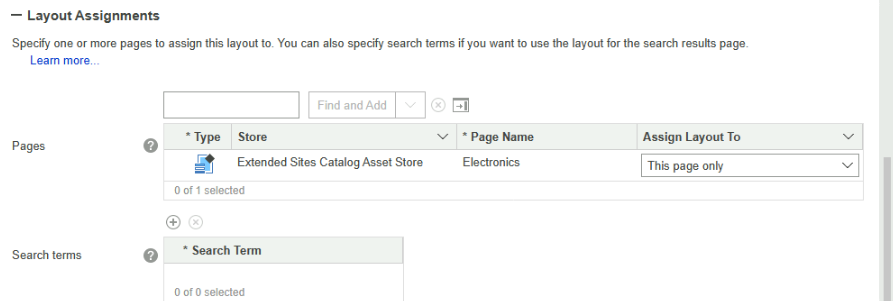 Layout Assignments
Specify one or more pages to assign this layout to. You can also specify search terms if you want to use the layout for the search results page.
Learn more...
Find and Add
Pages
* Type Store * Page Name Assign Layout To
Extended Sites Catalog Asset Store Electronics This page only
0 of 1 selected
Search terms
* Search Term
0 of 0 selected